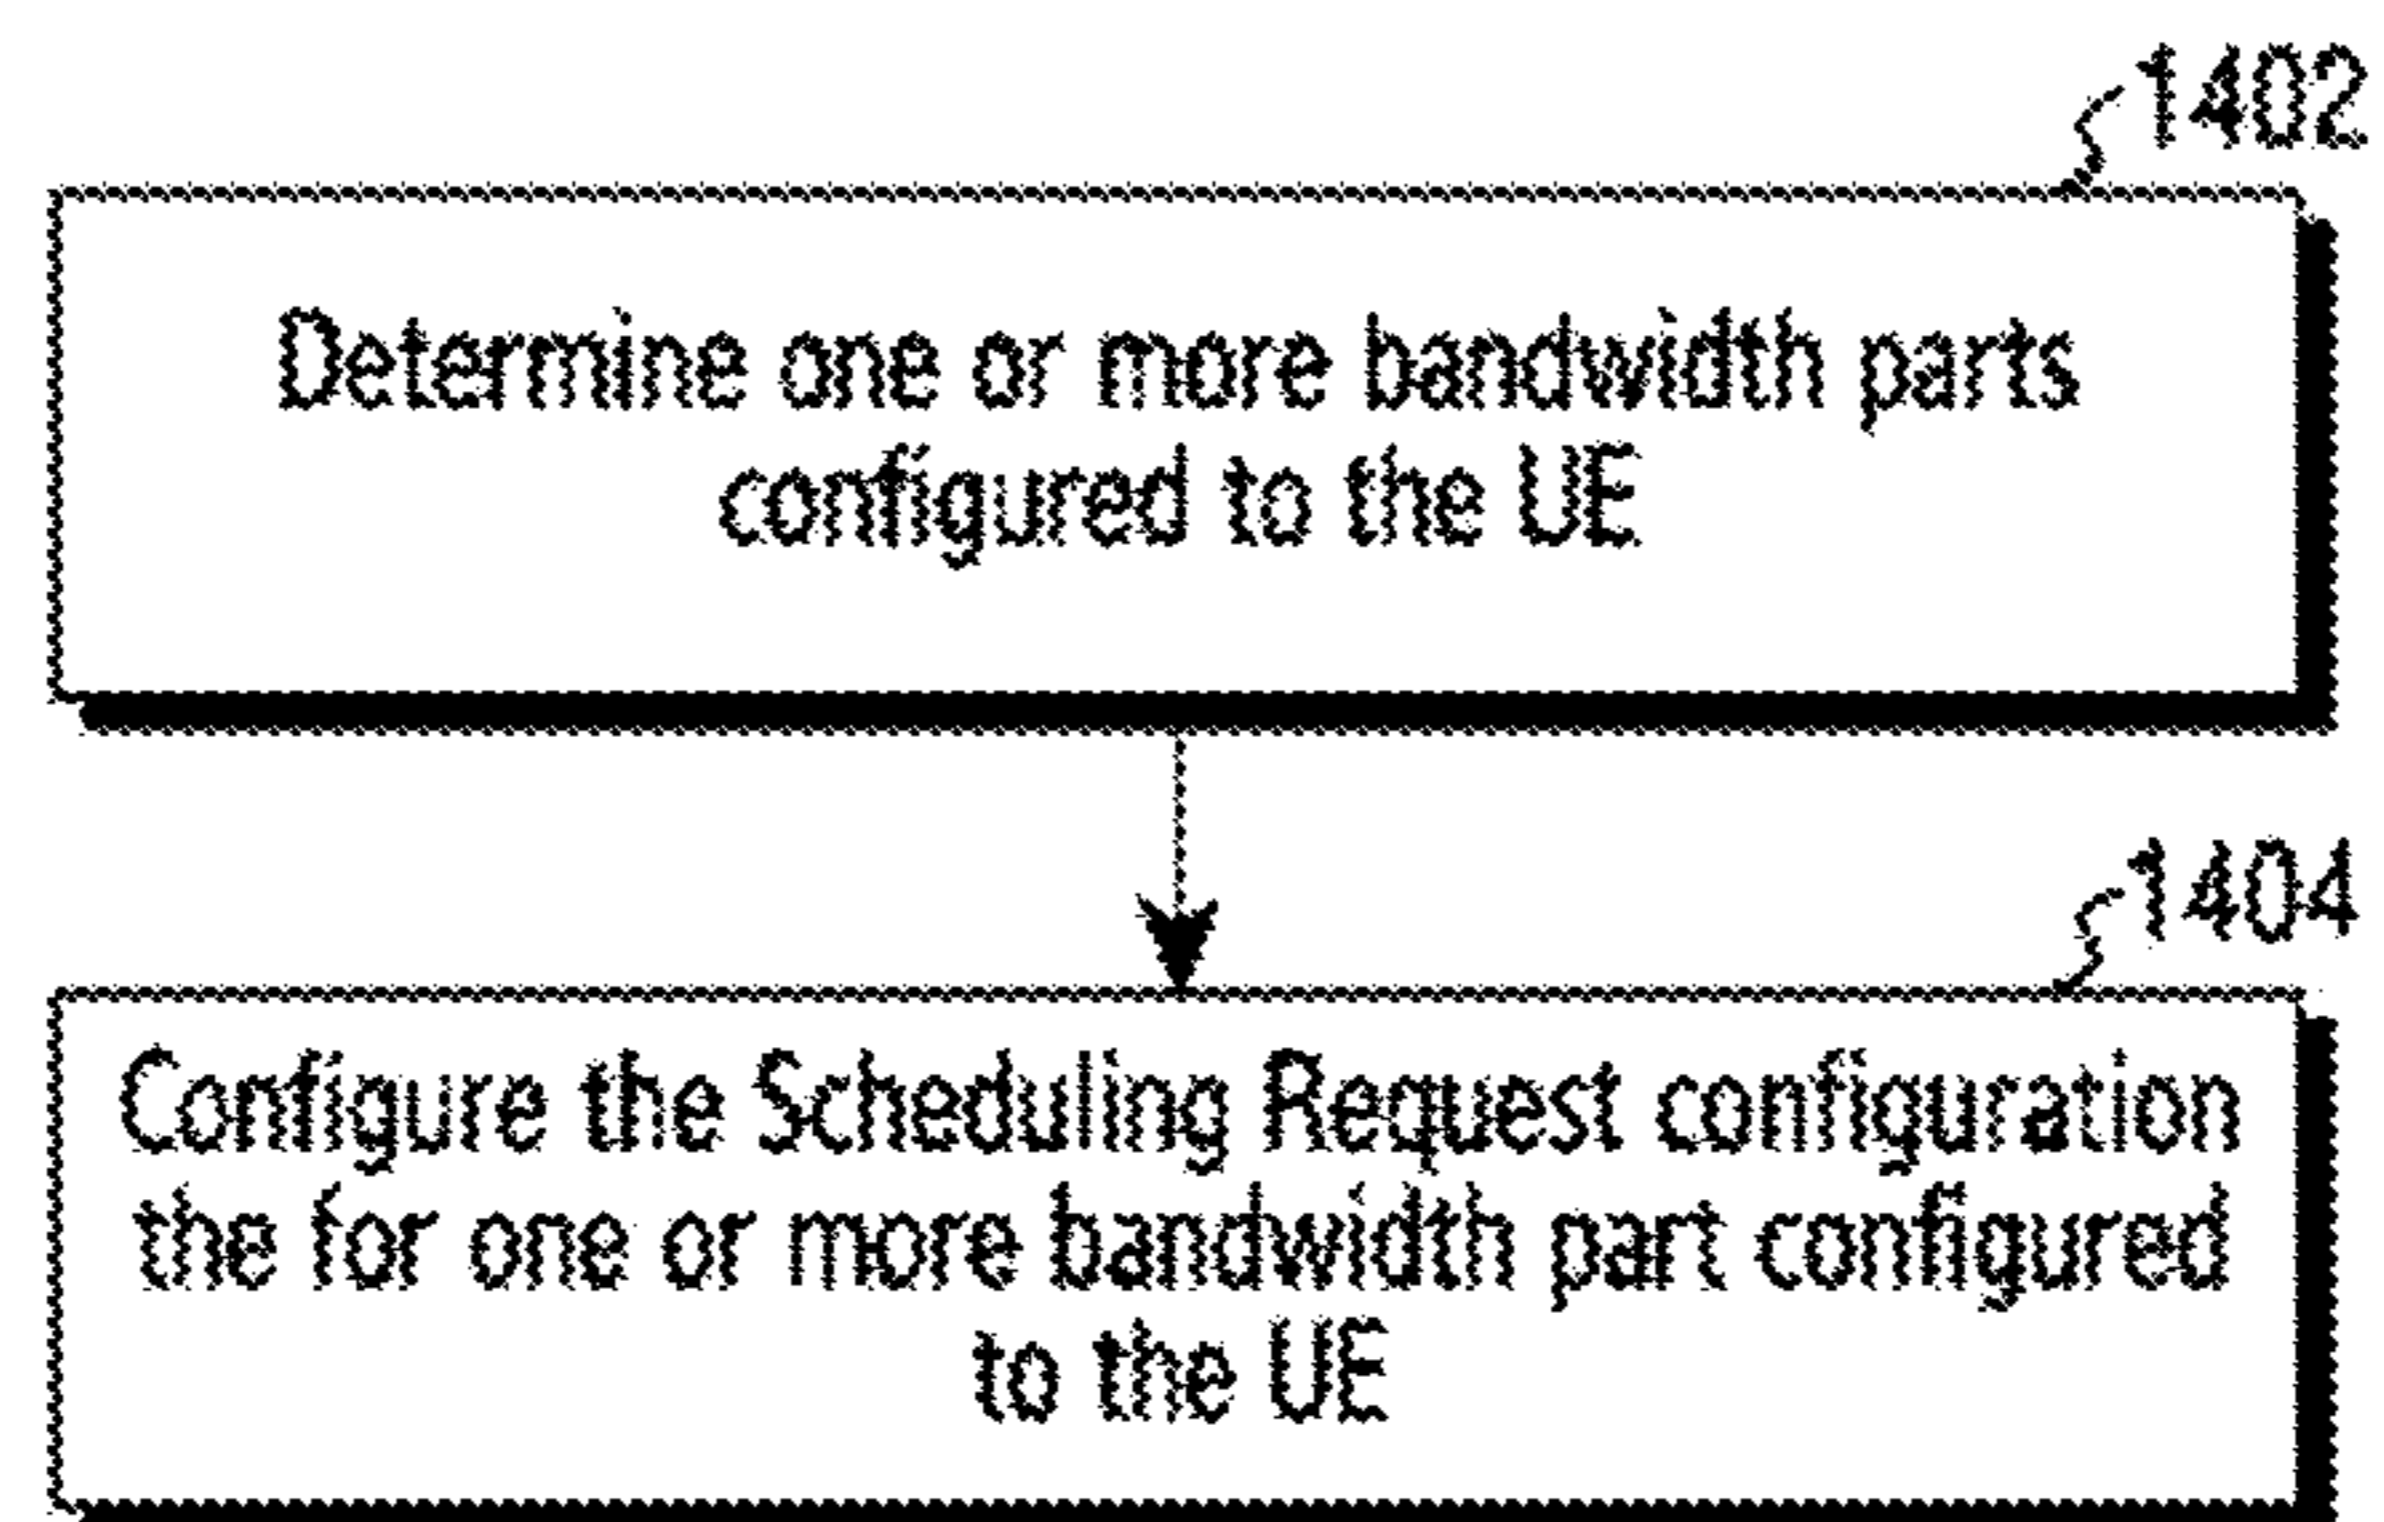 1402
Determine one or more bandwidth parts
configured to the UE
1404
Configure the Scheduling Request configuration
the for one or more bandwidth part configured
to the UE